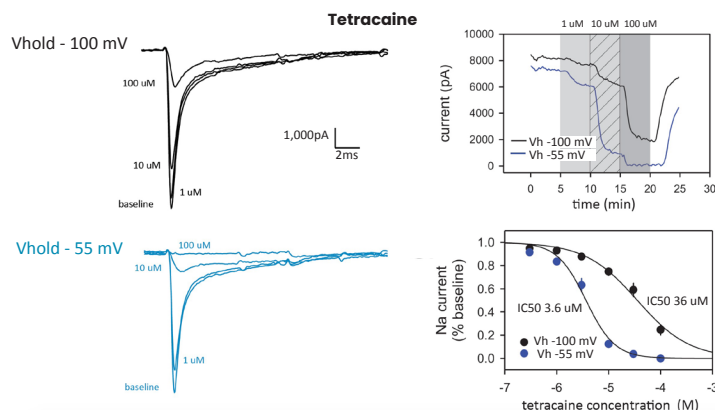 Tetracaine
Vhold - 100 mV
100 uM
10 uM
1 uM
baseline
1,000pA
2ms
1 uM 10 uM 100 uM
10000
8000
6000
4000
2000
0
current (pA)
Vh -100 mV
Vh -55 mV
0 5 10 15 20 25 30
time (min)
Vhold - 55 mV
100 uM
10 uM
1 uM
baseline
1.0
0.8
0.6
0.4
0.2
0.0
Na current
(% baseline)
IC50 3.6 uM
IC50 36 uM
Vh -100 mV
Vh -55 mV
-7 -6 -5 -4 -3
tetracaine concentration (M)